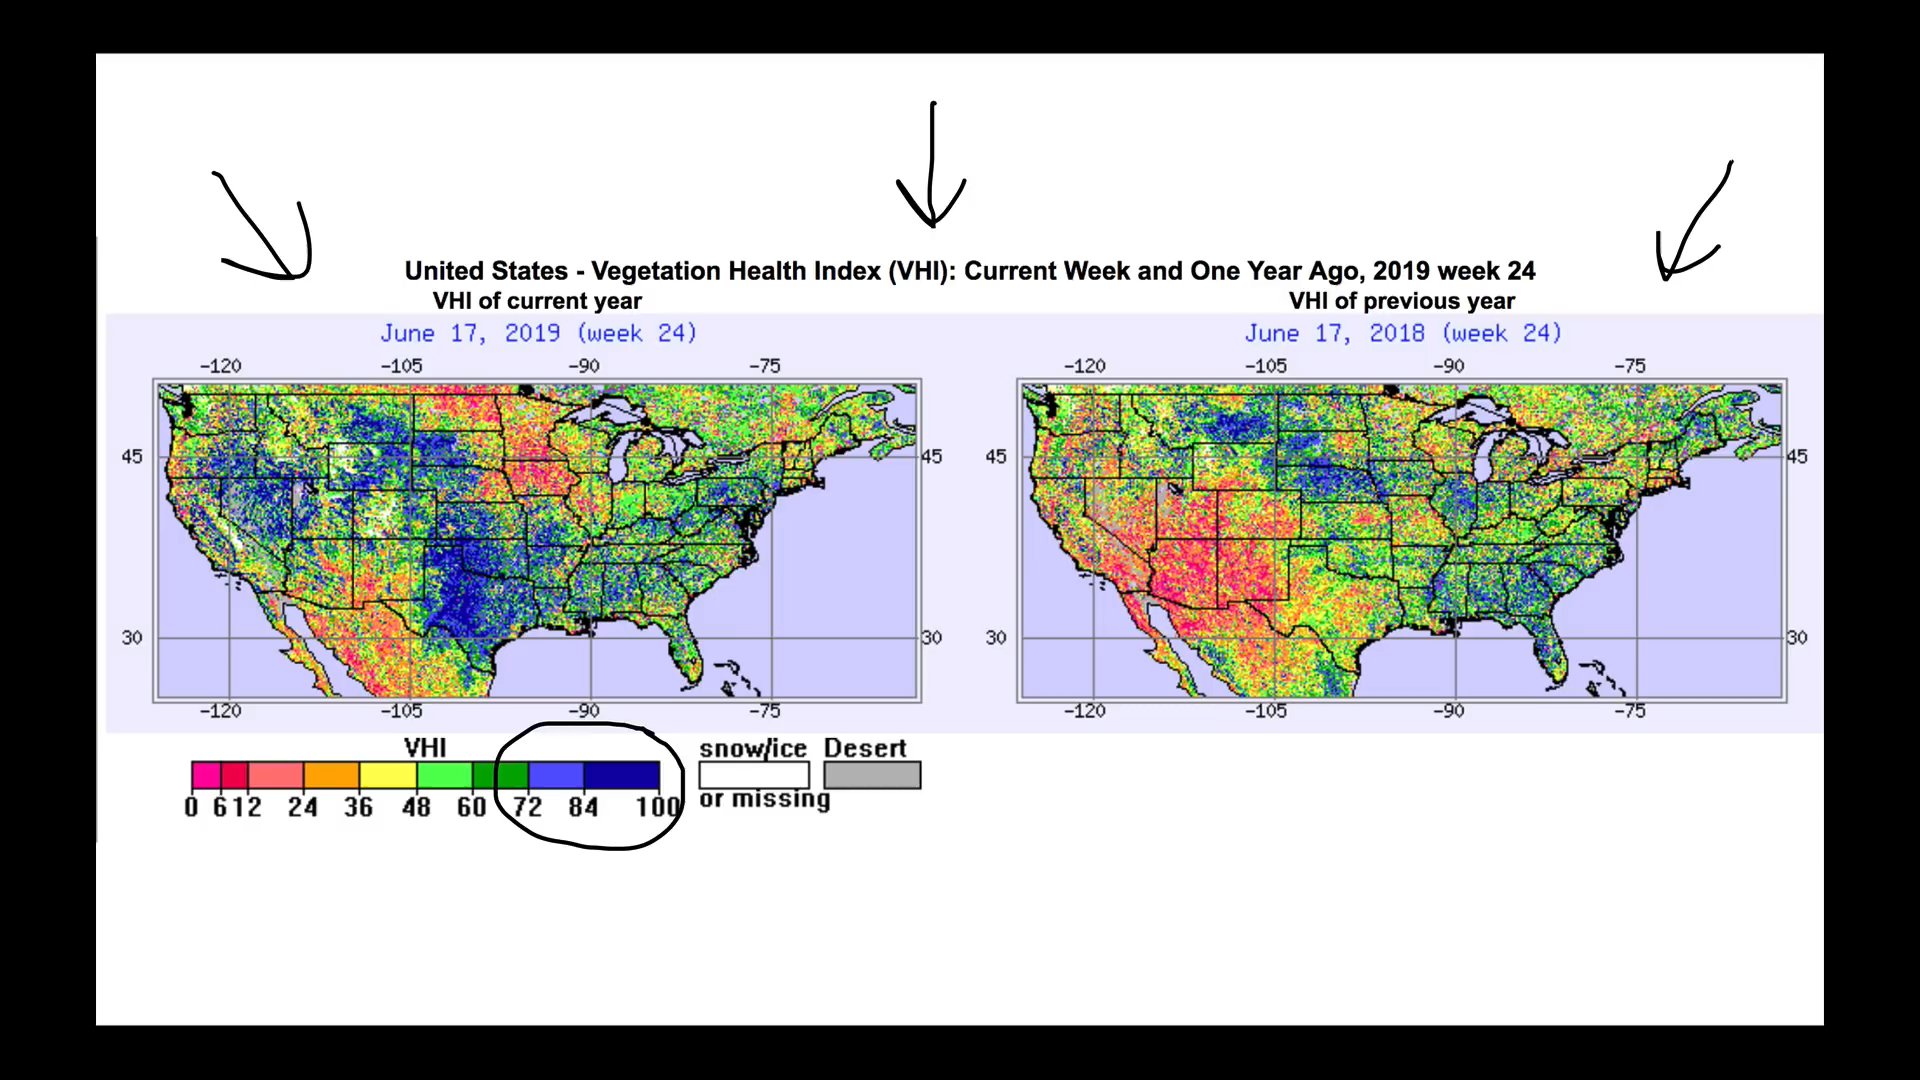 United States - Vegetation Health Index (VHI): Current Week and One Year Ago, 2019 week 24
VHI of current year
VHI of previous year
June 17, 2019 (week 24)
June 17, 2018 (week 24)
-120 -105 -90 -75
-120 -105 -90 -75
45 45
45 45
30 30
30 30
-120 -105 -90 -75
-120 -105 -90 -75
VHI
snow/ice
Desert
0 6 12 24 36 48 60 72 84 100
or missing